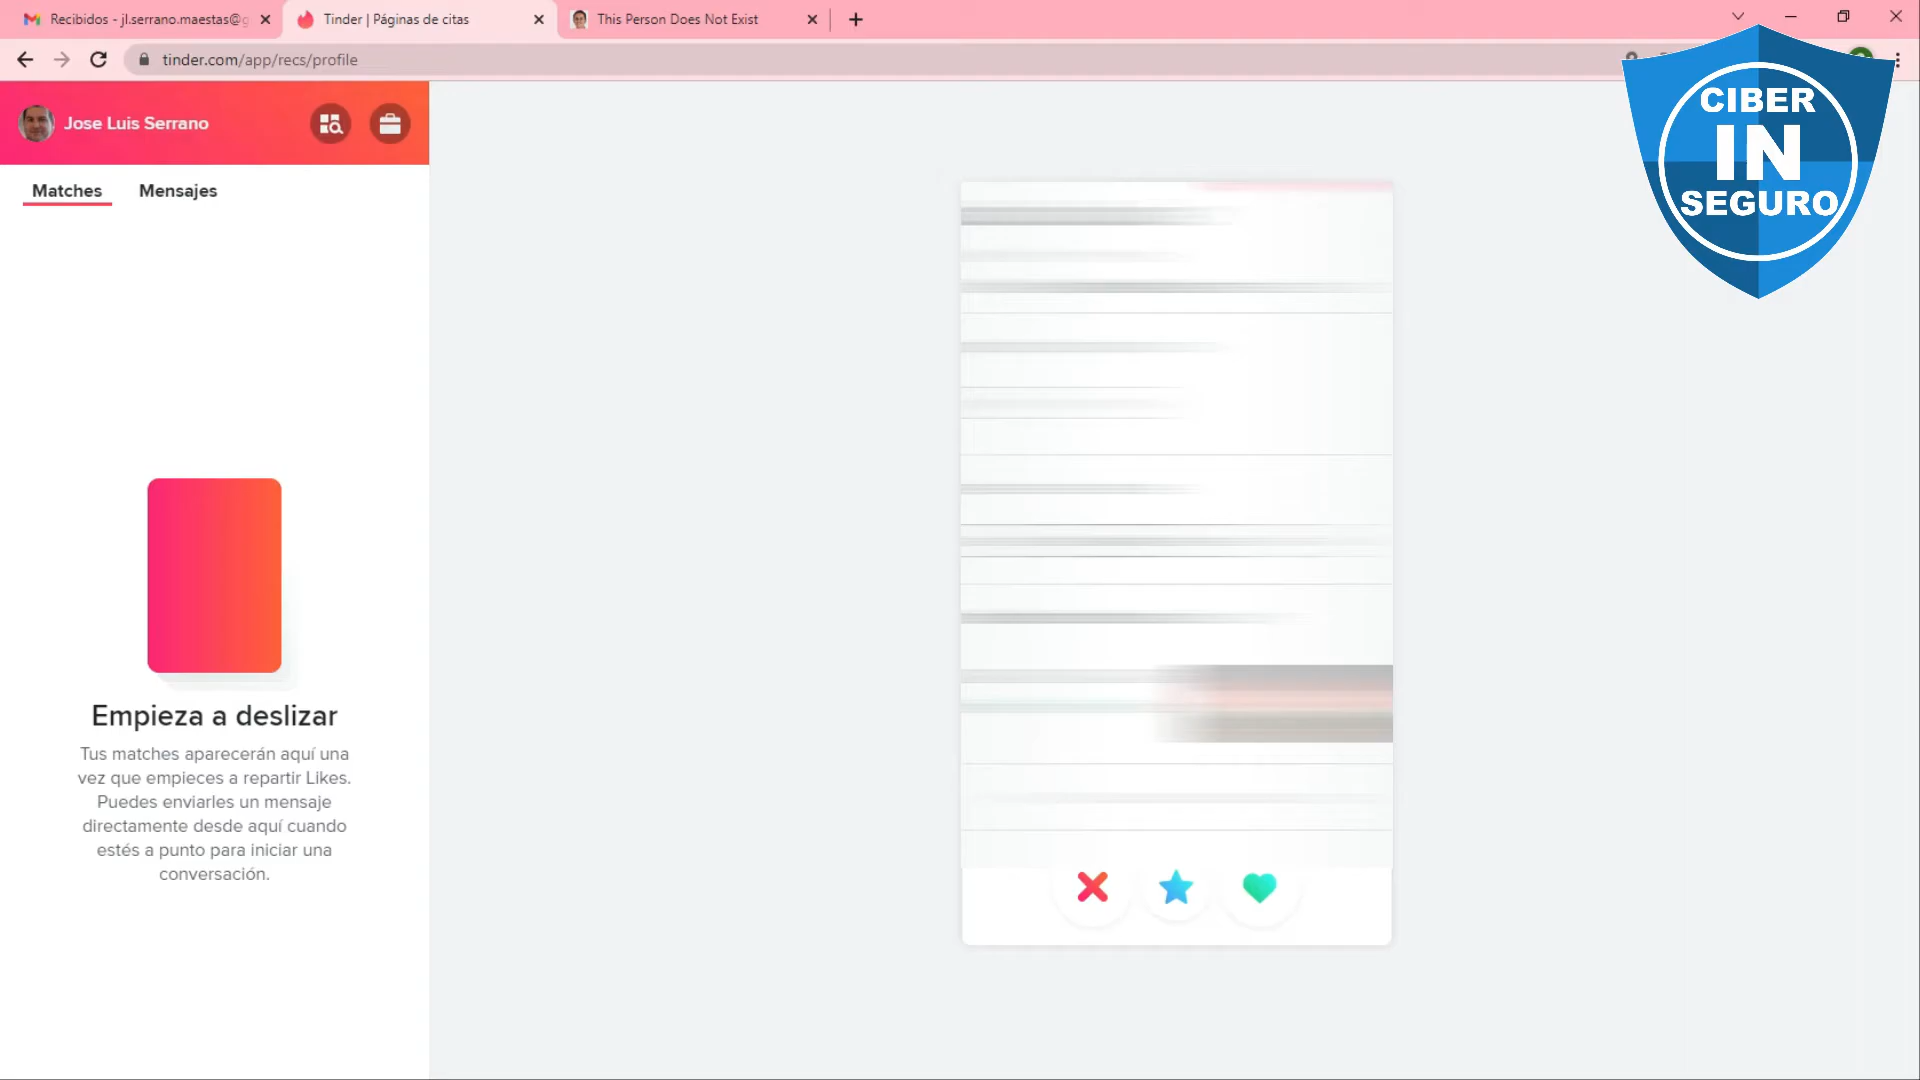 Recibidos - jl.serrano.maestas@g
Tinder | Páginas de citas
This Person Does Not Exist
tinder.com/app/recs/profile
Jose Luis Serrano
Matches
Mensajes
CIBER
IN
SEGURO
Empieza a deslizar
Tus matches aparecerán aquí una
vez que empieces a repartir Likes.
Puedes enviarles un mensaje
directamente desde aquí cuando
estés a punto para iniciar una
conversación.